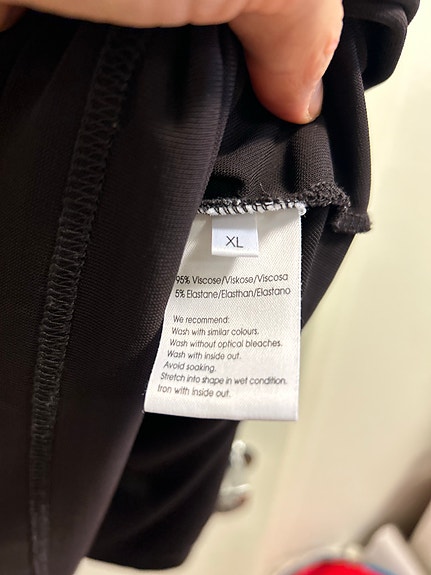 XL
95% Viscose/Viskose/Viscosa
5% Elastane/Elasthan/Elastano
We recommend:
Wash with similar colours.
Wash without optical bleaches.
Wash with inside out.
Avoid soaking.
Stretch into shape in wet condition.
Iron with inside out.